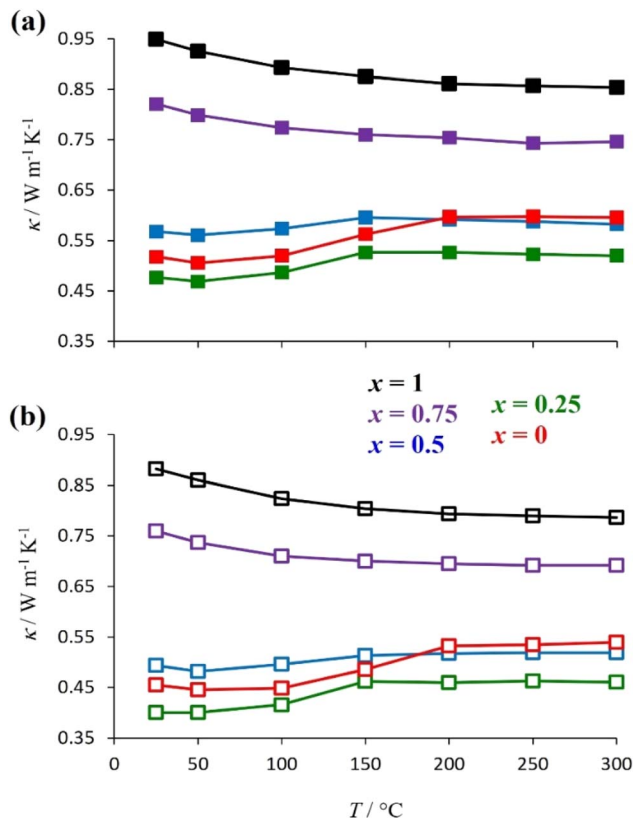 (a)
0.95
0.85
0.75
0.65
0.55
0.45
0.35
κ / W m⁻¹ K⁻¹
x = 1
x = 0.75
x = 0.5
x = 0.25
x = 0
(b)
0.95
0.85
0.75
0.65
0.55
0.45
0.35
κ / W m⁻¹ K⁻¹
0 50 100 150 200 250 300
T / °C